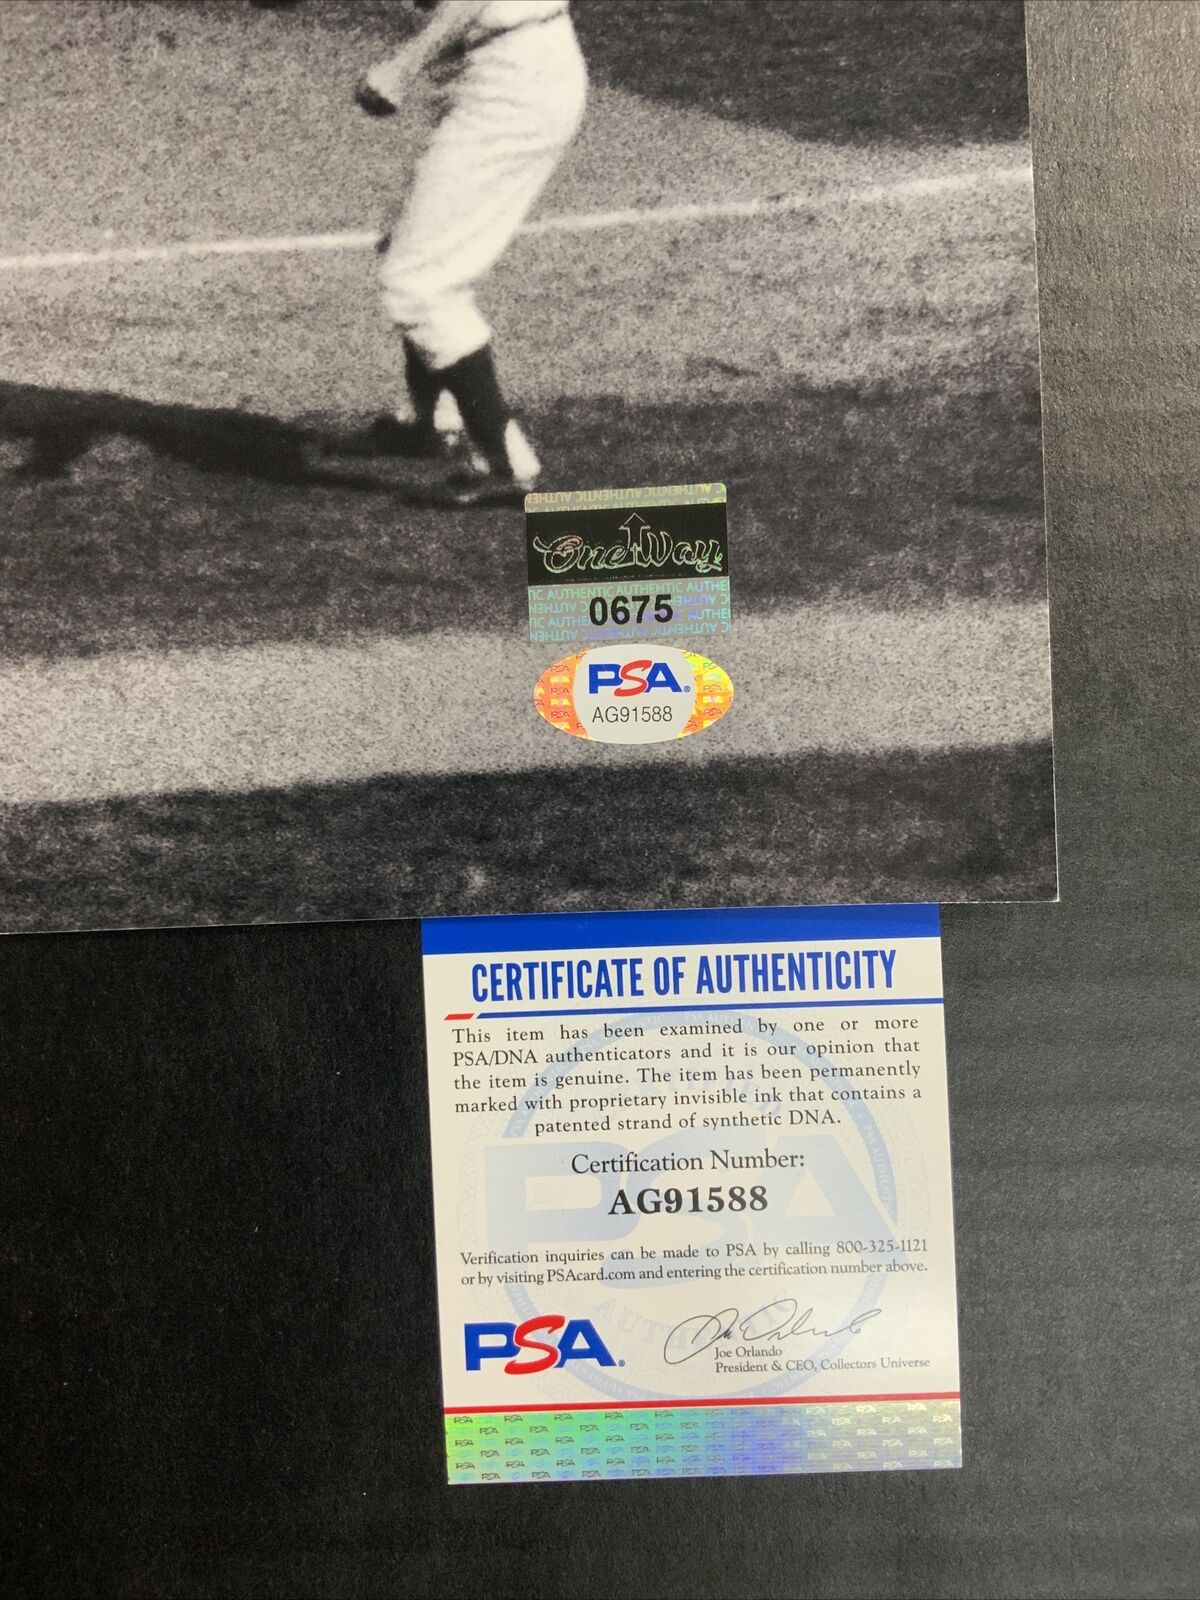 One Way
IC AUTHENTIC AUTHENTIC AUTHE
0675
PSA
AG91588
CERTIFICATE OF AUTHENTICITY
This item has been examined by one or more
PSA/DNA authenticators and it is our opinion that
the item is genuine. The item has been permanently
marked with proprietary invisible ink that contains a
patented strand of synthetic DNA.
Certification Number:
AG91588
Verification inquiries can be made to PSA by calling 800-325-1121
or by visiting PSAcard.com and entering the certification number above.
PSA
Joe Orlando
President & CEO, Collectors Universe